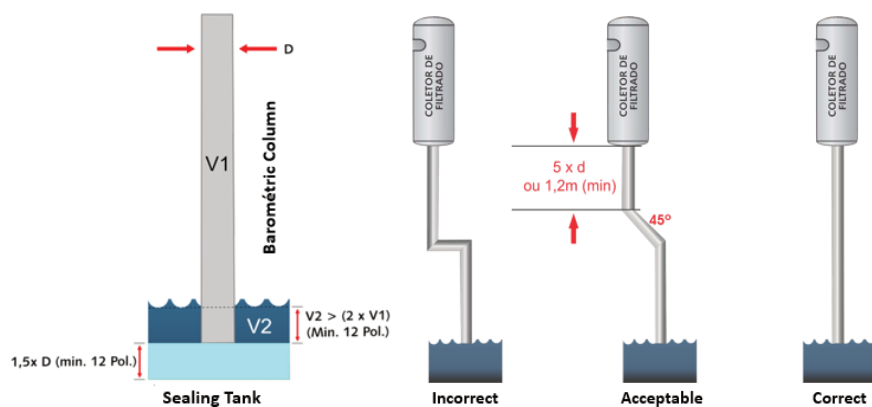 D
V1
Barométric Column
V2
V2 > (2 x V1)
(Min. 12 Pol.)
1,5x D (min. 12 Pol.)
Sealing Tank
COLETOR DE
FILTRADO
Incorrect
COLETOR DE
FILTRADO
5 x d
ou 1,2m (min)
45º
Acceptable
COLETOR DE
FILTRADO
Correct